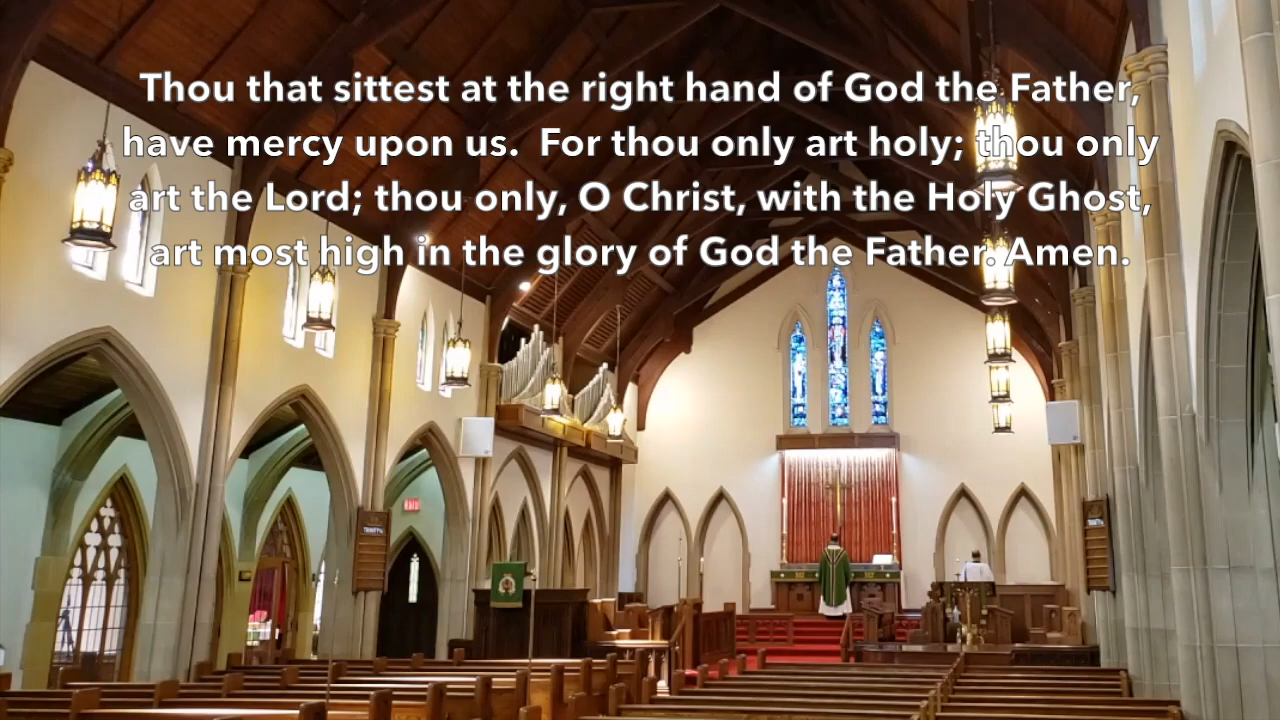 Thou that sittest at the right hand of God the Father,
have mercy upon us.  For thou only art holy; thou only
art the Lord; thou only, O Christ, with the Holy Ghost,
art most high in the glory of God the Father. Amen.
EXIT